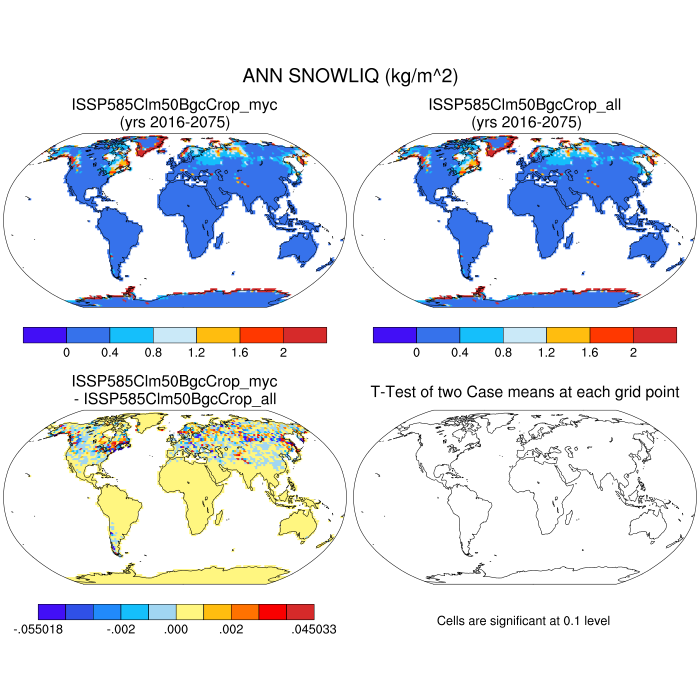 ANN SNOWLIQ (kg/m^2)
ISSP585Clm50BgcCrop_myc
(yrs 2016-2075)
ISSP585Clm50BgcCrop_all
(yrs 2016-2075)
0 0.4 0.8 1.2 1.6 2
0 0.4 0.8 1.2 1.6 2
ISSP585Clm50BgcCrop_myc
- ISSP585Clm50BgcCrop_all
T-Test of two Case means at each grid point
-.055018 -.002 .000 .002 .045033
Cells are significant at 0.1 level